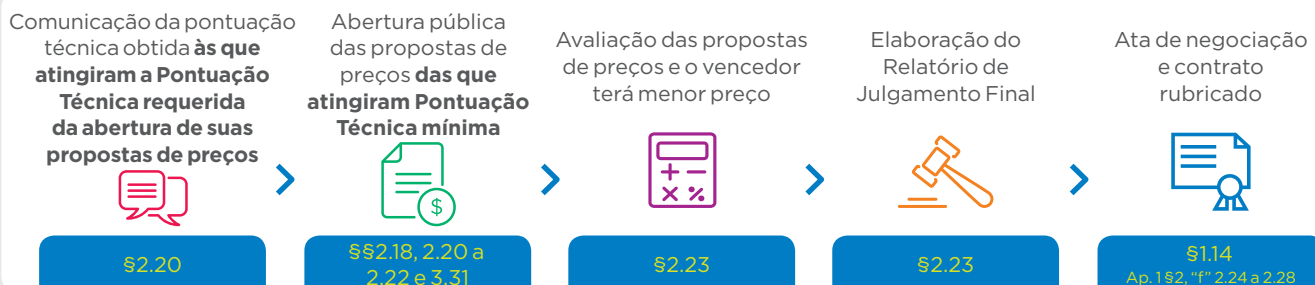 Comunicação da pontuação
técnica obtida às que
atingiram a Pontuação
Técnica requerida
da abertura de suas
propostas de preços
§2.20
Abertura pública
das propostas de
preços das que
atingiram Pontuação
Técnica mínima
$
§§2.18, 2.20 a
2.22 e 3.31
Avaliação das propostas
de preços e o vencedor
terá menor preço
§2.23
Elaboração do
Relatório de
Julgamento Final
§2.23
Ata de negociação
e contrato
rubricado
§1.14
Ap. 1 §2, "f" 2.24 a 2.28